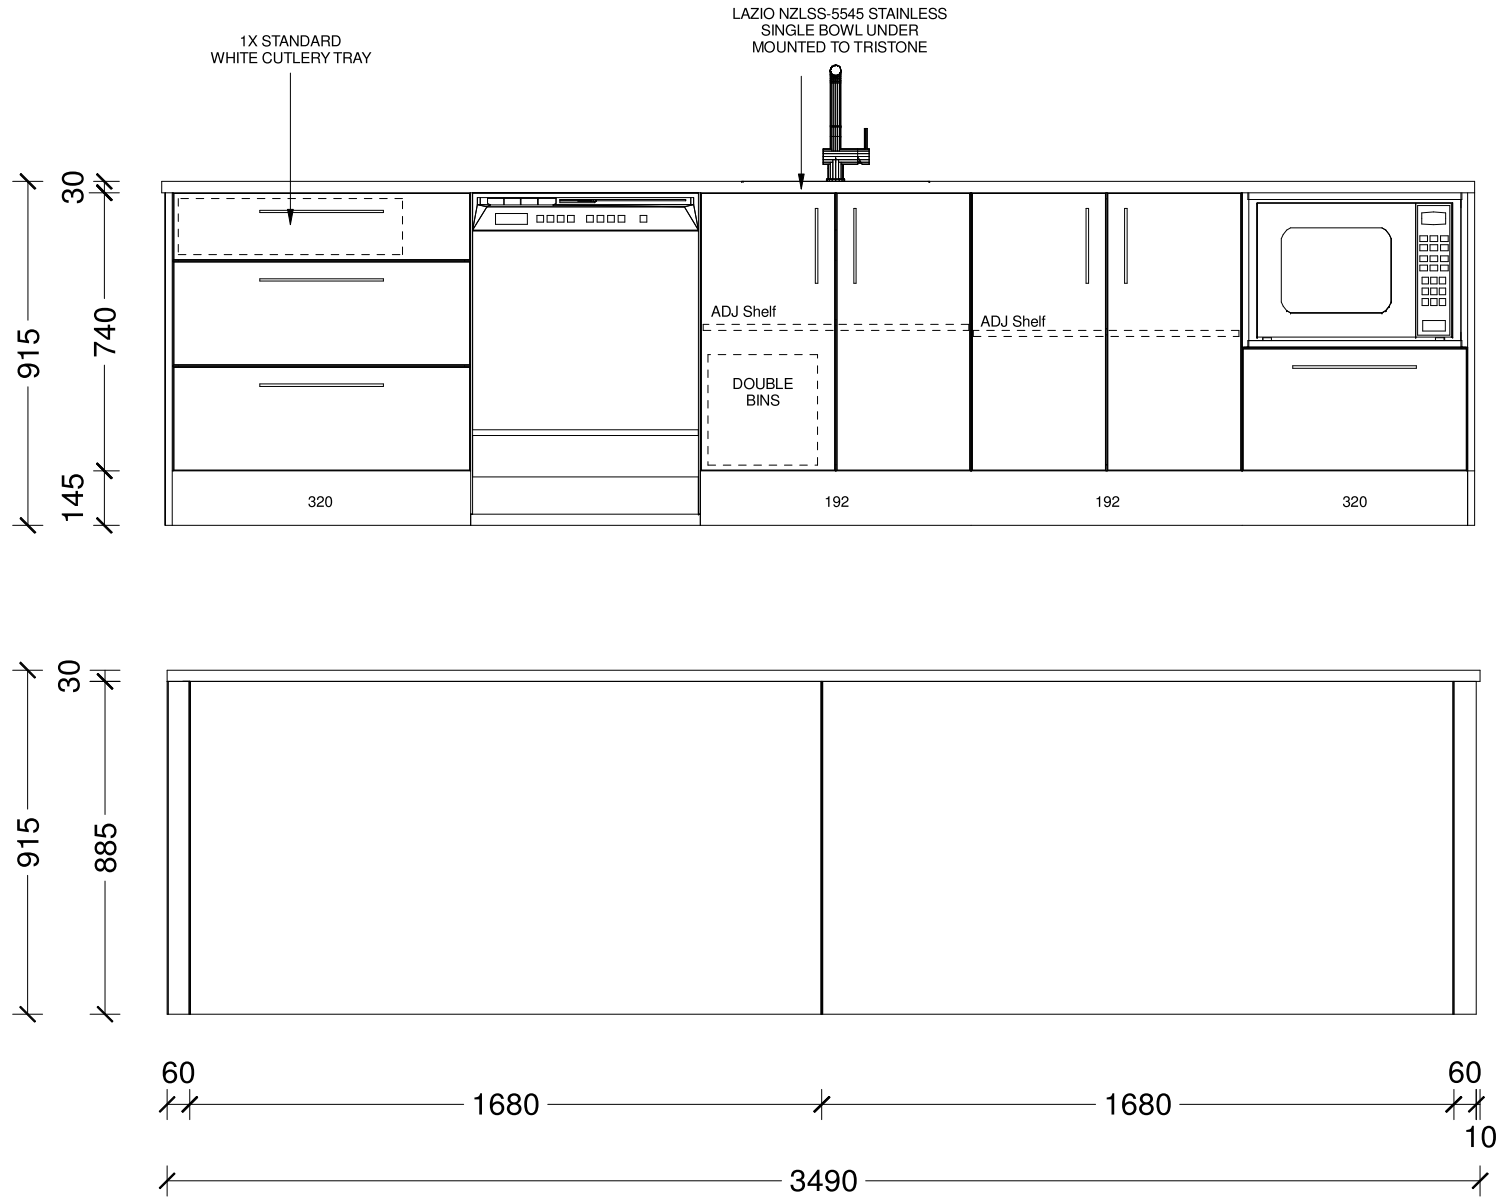 LAZIO NZLSS-5545 STAINLESS
SINGLE BOWL UNDER
MOUNTED TO TRISTONE
1X STANDARD
WHITE CUTLERY TRAY
30
915
740
145
ADJ Shelf
ADJ Shelf
DOUBLE
BINS
320
192
192
320
30
915
885
60
60
1680
1680
10
3490